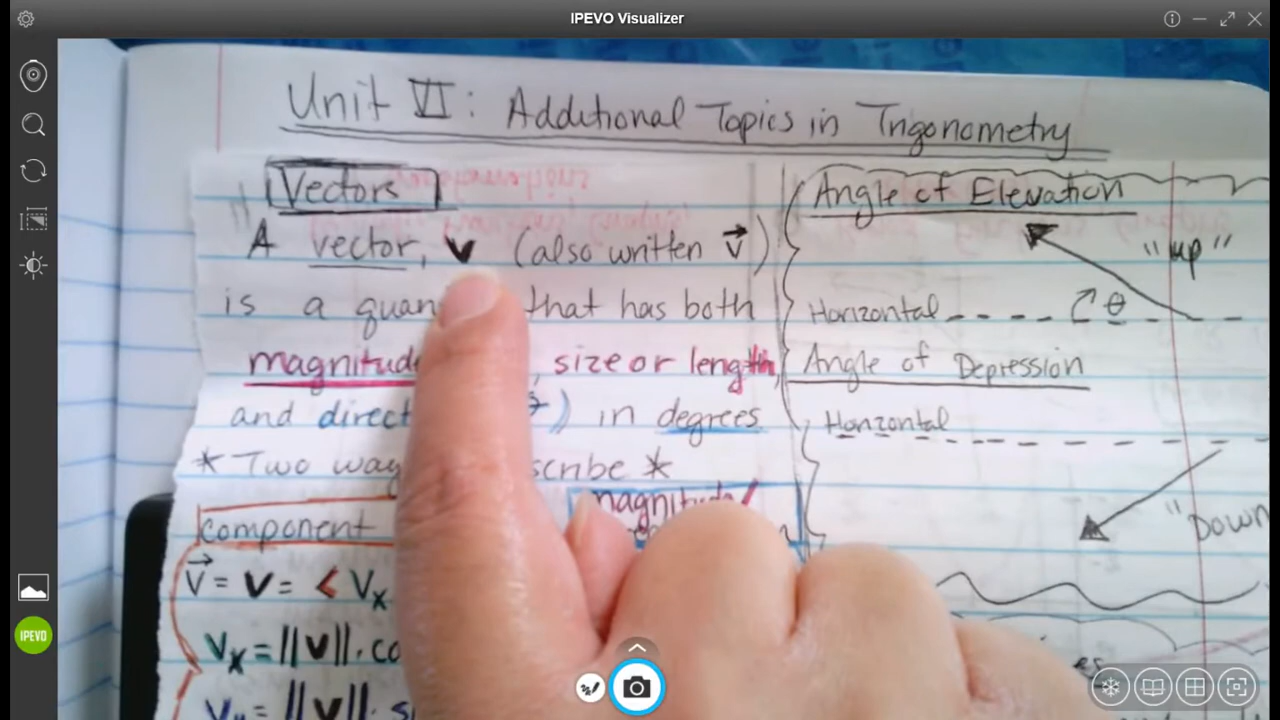 IPEVO Visualizer
Unit VI: Additional Topics in Trigonometry
Vectors
A vector, v (also written v⃗)
is a quan that has both
magnitude, size or length,
and direct) in degrees
* Two way scribe *
component
magnitude/
v⃗ = v = < Vx
Vx = ||v|| · co
||v|| · s
Angle of Elevation
"up"
Horizontal θ
Angle of Depression
Horizontal
"Down
es
IPEVO